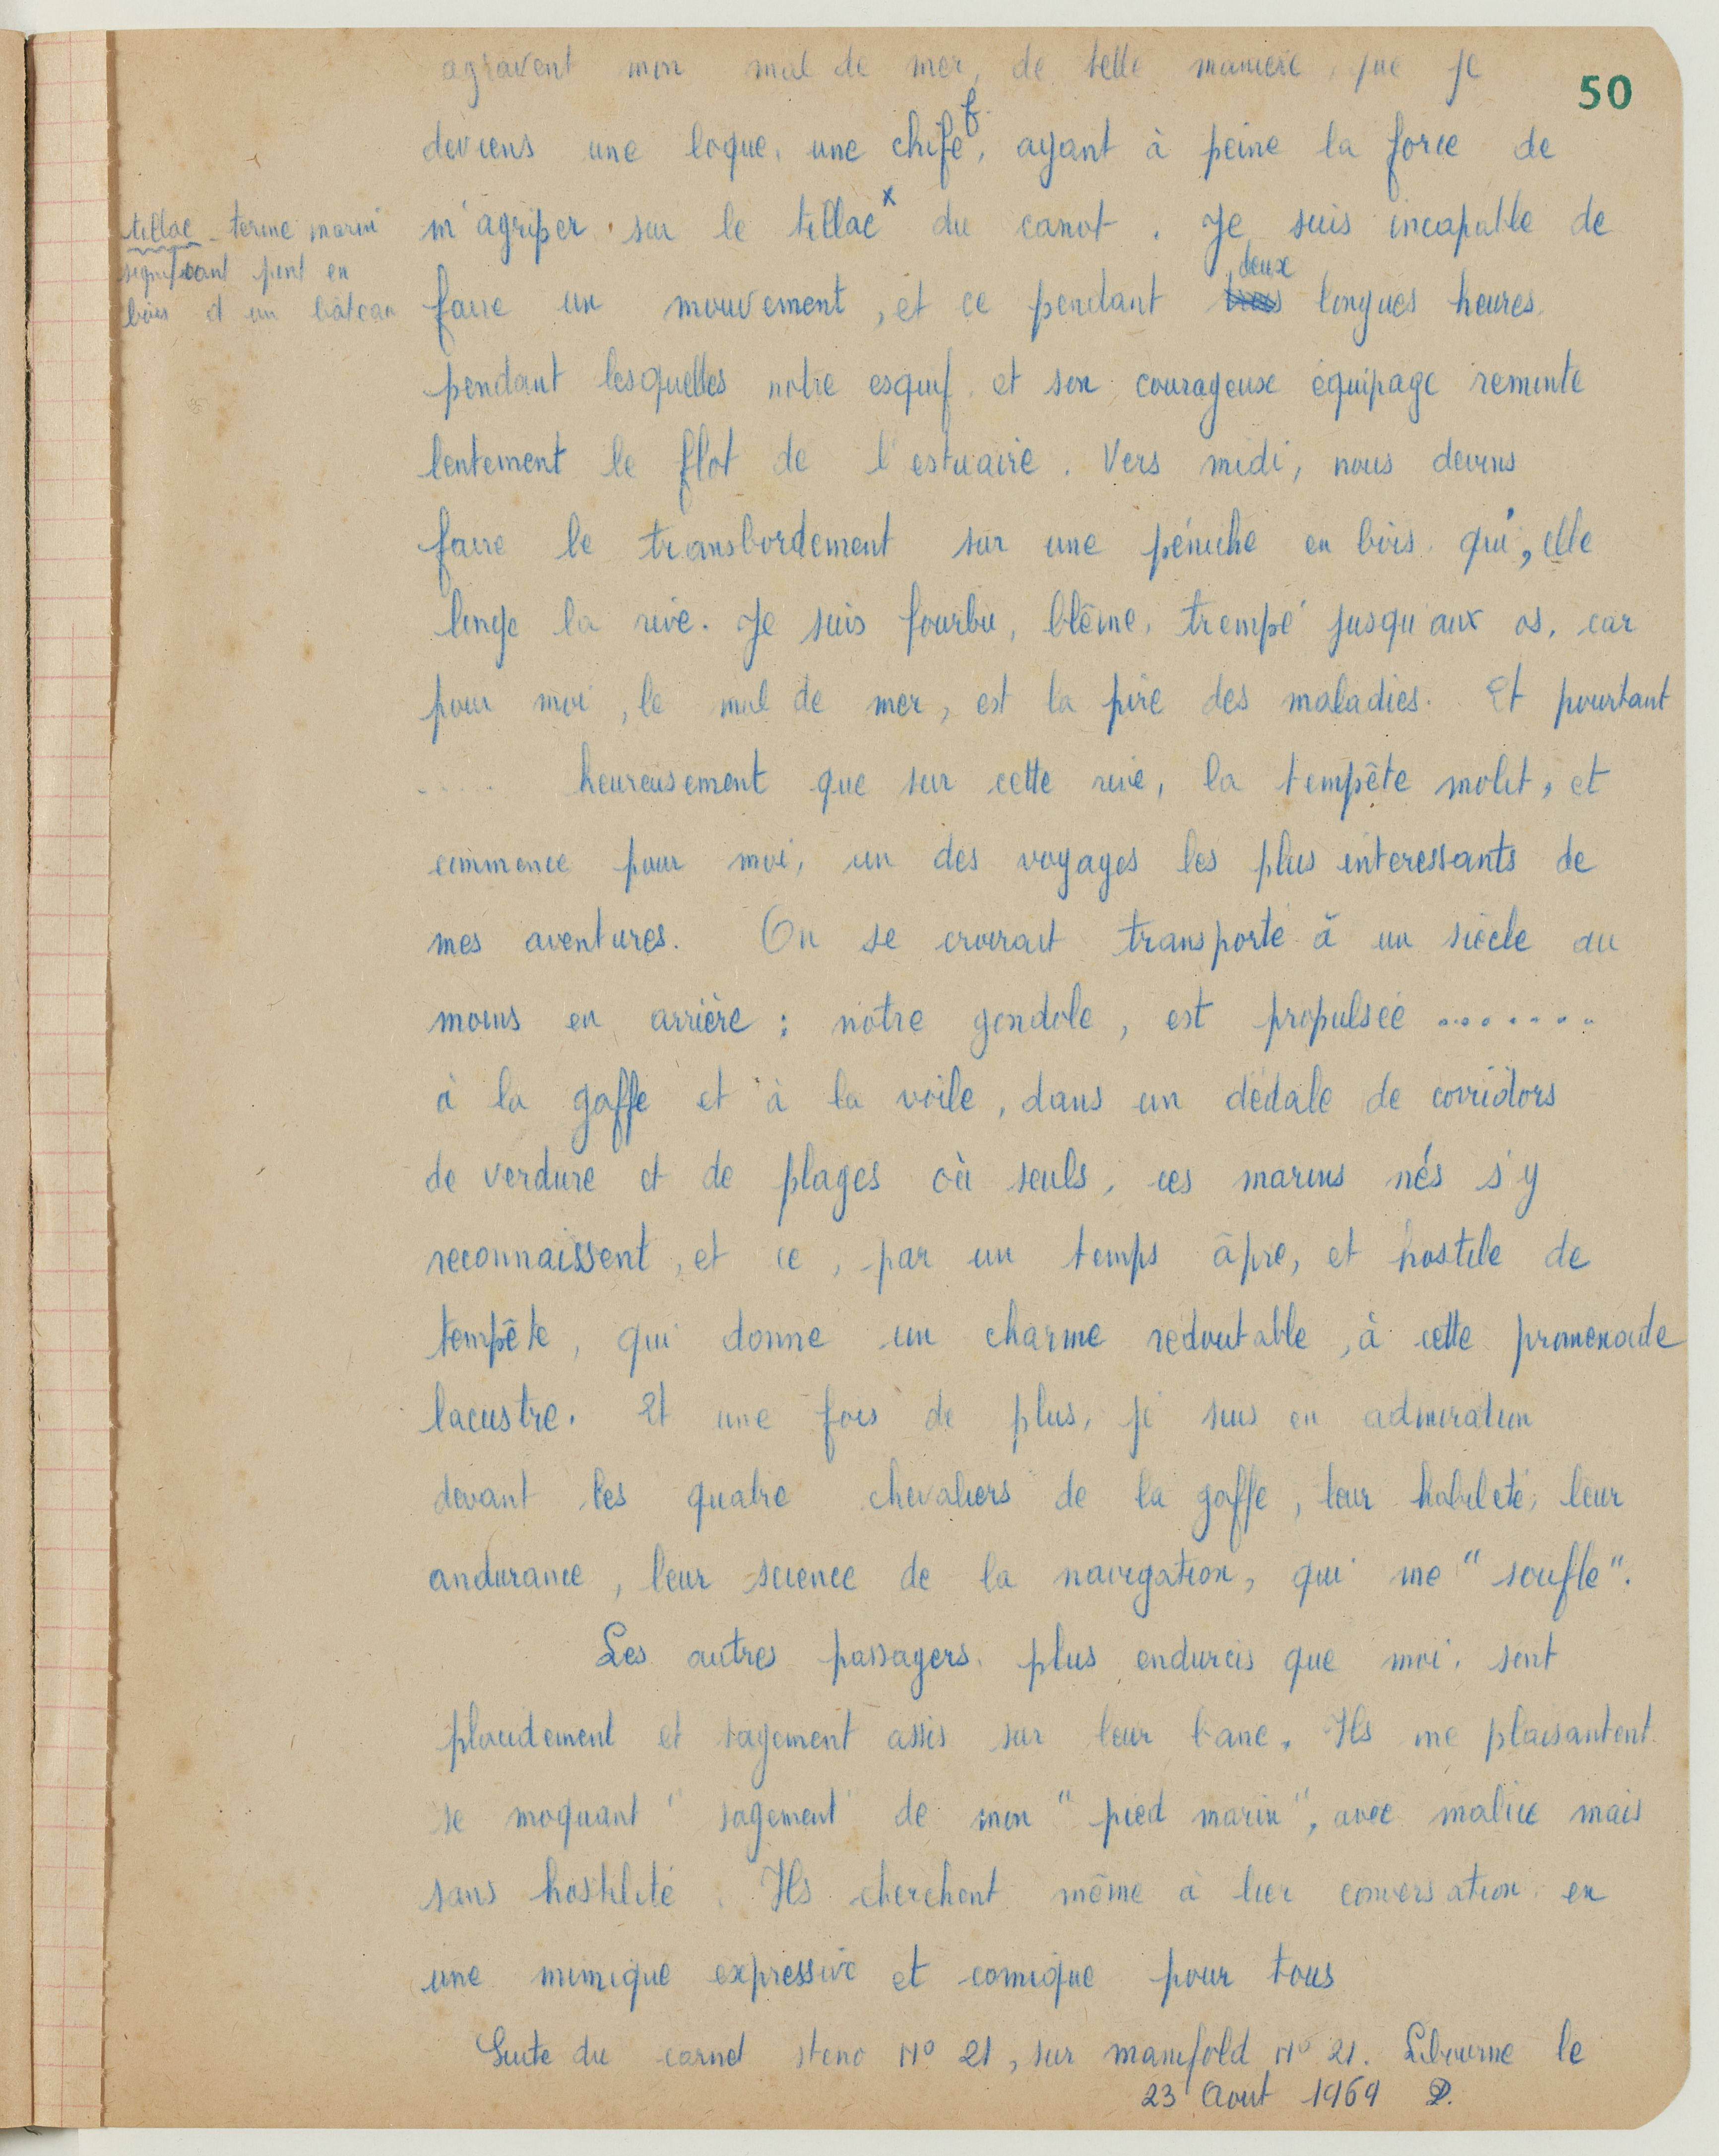 50
agravent mon mal de mer, de telle manière, que je
deviens une loque, une chiffe, ayant à peine la force de
m'agriper sur le tillac x du canot. Je suis incapable de
tillac - terme marin
signifiant pont en
bois d'un bâteau
faire un mouvement, et ce pendant trois deux longues heures,
pendant lesquelles notre esquif et son courageux équipage remonte
lentement le flot de l'estuaire. Vers midi, nous devons
faire le transbordement sur une péniche en bois qui, elle
longe la rive. Je suis fourbu, blême, trempé jusqu'aux os, car
pour moi, le mal de mer, est la pire des maladies. Et pourtant
.... heureusement que sur cette rive, la tempête molit, et
commence pour moi, un des voyages les plus interessants de
mes aventures. On se croirait transporté à un siècle au
moins en arrière : notre gondole, est propulsée ........
à la gaffe et à la voile, dans un dédale de corridors
de verdure et de plages où seuls, ces marins nés s'y
reconnaissent, et ce, par un temps âpre, et hostile de
tempête, qui donne un charme redoutable, à cette promenade
lacustre. Et une fois de plus, je suis en admiration
devant les quatre chevaliers de la gaffe, leur habileté, leur
andurance, leur science de la navigation, qui me "soufle".
Les autres passagers, plus endurcis que moi, sont
placidement et sagement assis sur leur banc. Ils me plaisantent
se moquant "sagement" de mon "pied marin", avec malice mais
sans hostilité. Ils cherchent même à lier conversation en
une mimique expressive et comique pour tous
Suite du carnet steno N° 21, sur manifold N° 21. Libourne le
23 Aout 1969 D.